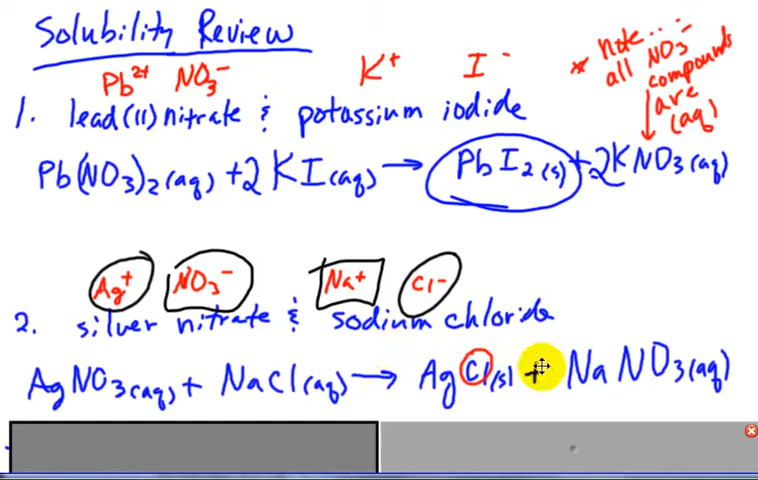 Solubility Review
Pb²⁺ NO₃⁻ K⁺ I⁻
* note... all NO₃⁻ compounds are (aq)
1. lead(II) nitrate & potassium iodide
Pb(NO₃)₂(aq) + 2KI(aq) → PbI₂(s) + 2KNO₃(aq)
Ag⁺ NO₃⁻ Na⁺ Cl⁻
2. silver nitrate & sodium chloride
AgNO₃(aq) + NaCl(aq) → AgCl(s) + NaNO₃(aq)